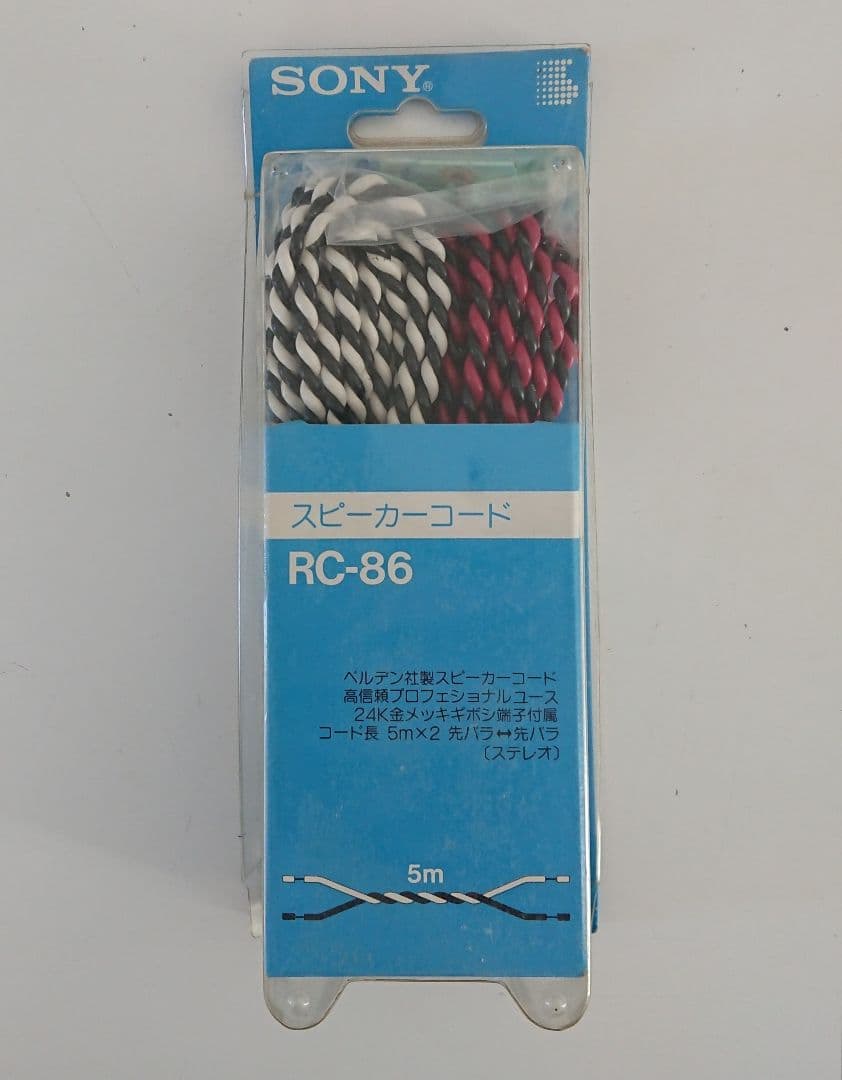 SONY®
スピーカーコード
RC-86
ベルデン社製スピーカーコード
高信頼プロフェショナルユース
24K金メッキギボシ端子付属
コード長 5m×2 先バラ↔先バラ
(ステレオ)
5m